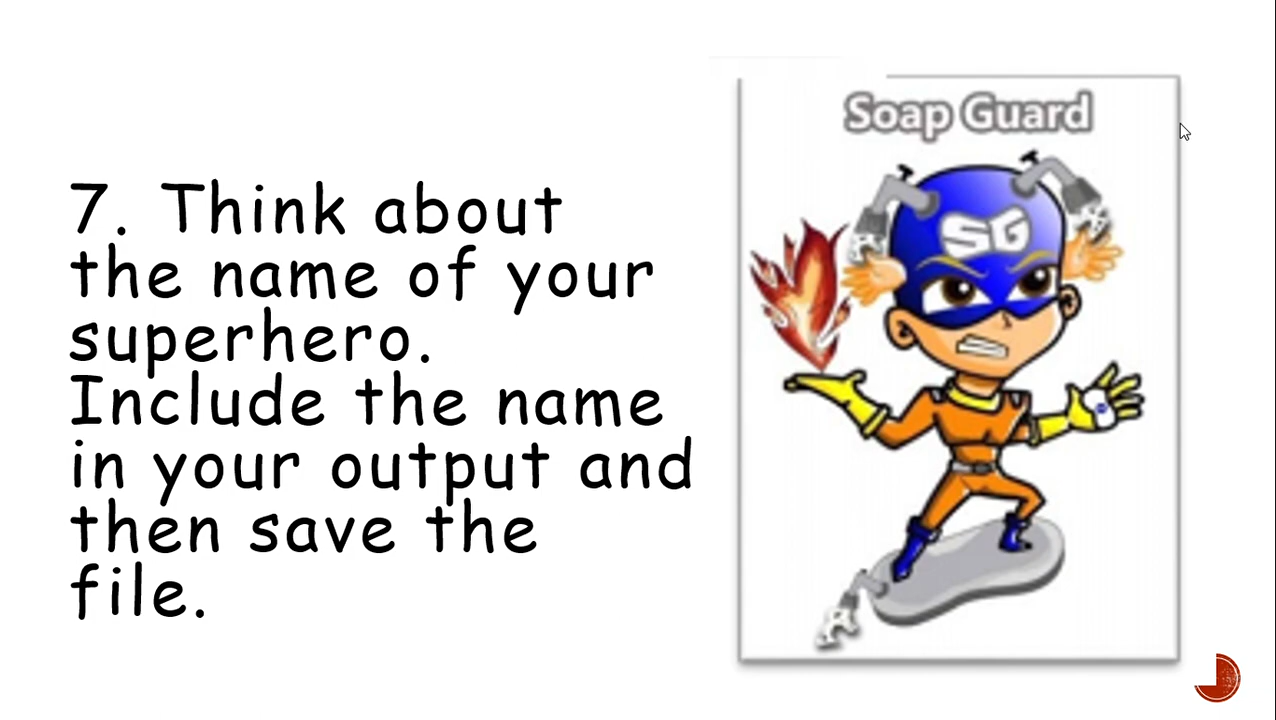 7. Think about
the name of your
superhero.
Include the name
in your output and
then save the
file.
Soap Guard
SG